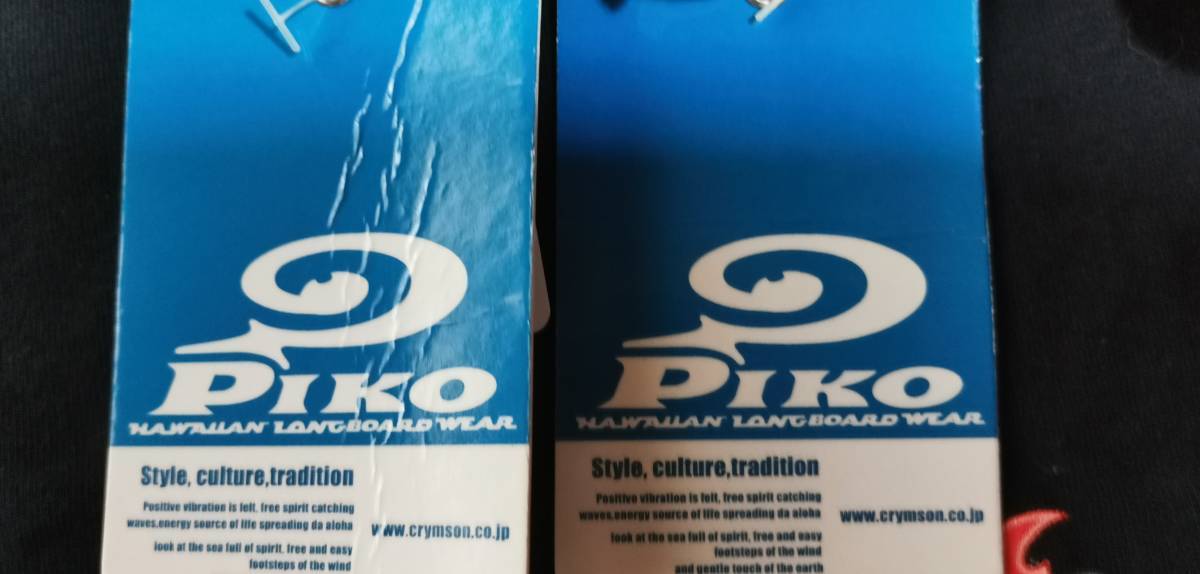 PIKO
HAWAIIAN LONGBOARD WEAR
Style, culture,tradition
Positive vibration is felt, free spirit catching
waves,energy source of life spreading da aloha
look at the sea full of spirit, free and easy
footsteps of the wind
www.crymson.co.jp
PIKO
HAWAIIAN LONGBOARD WEAR
Style, culture,tradition
Positive vibration is felt, free spirit catching
waves,energy source of life spreading da aloha
look at the sea full of spirit, free and easy
footsteps of the wind
and gentle touch of the earth
www.crymson.co.jp